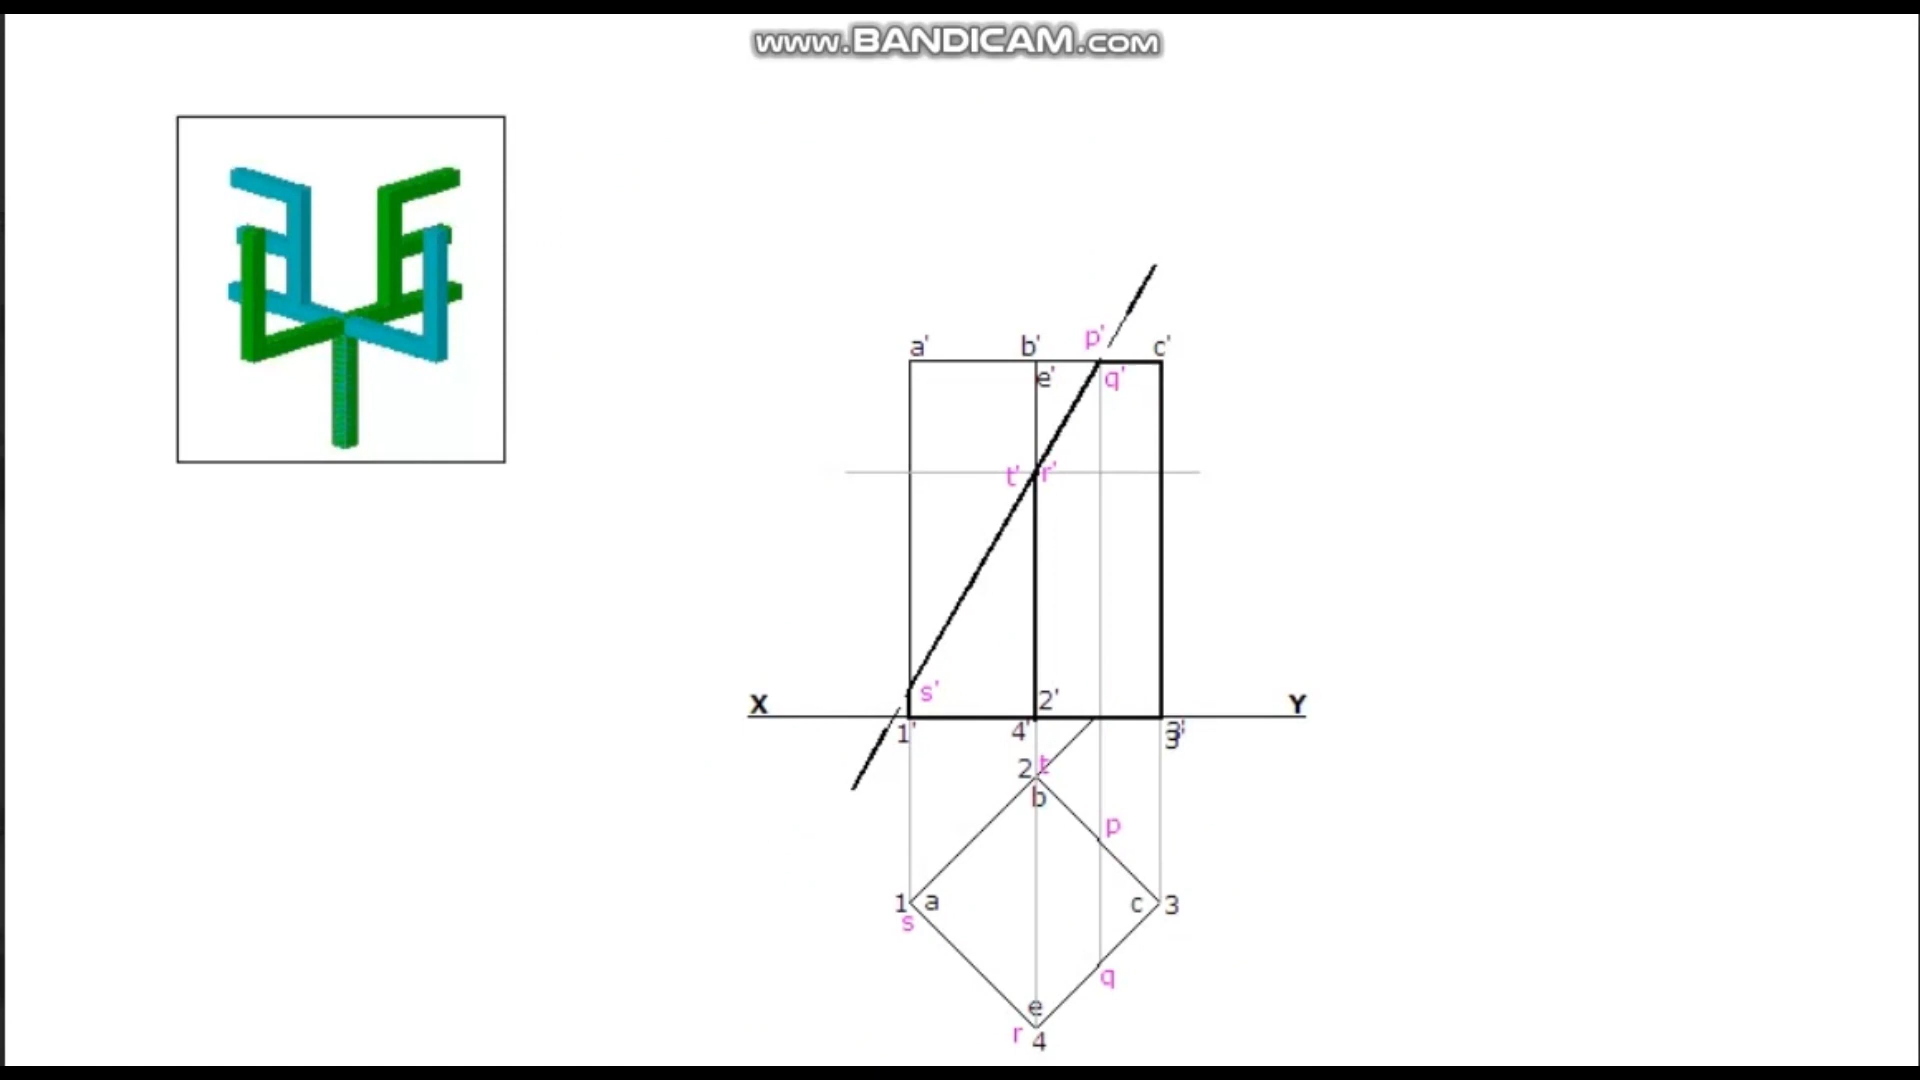 www.BANDICAM.com
p'
a' b' c'
e' q'
t' r'
s'
X 2' Y
1' 4' 3'
2 t
b
p
1 a c 3
s
q
e
r 4